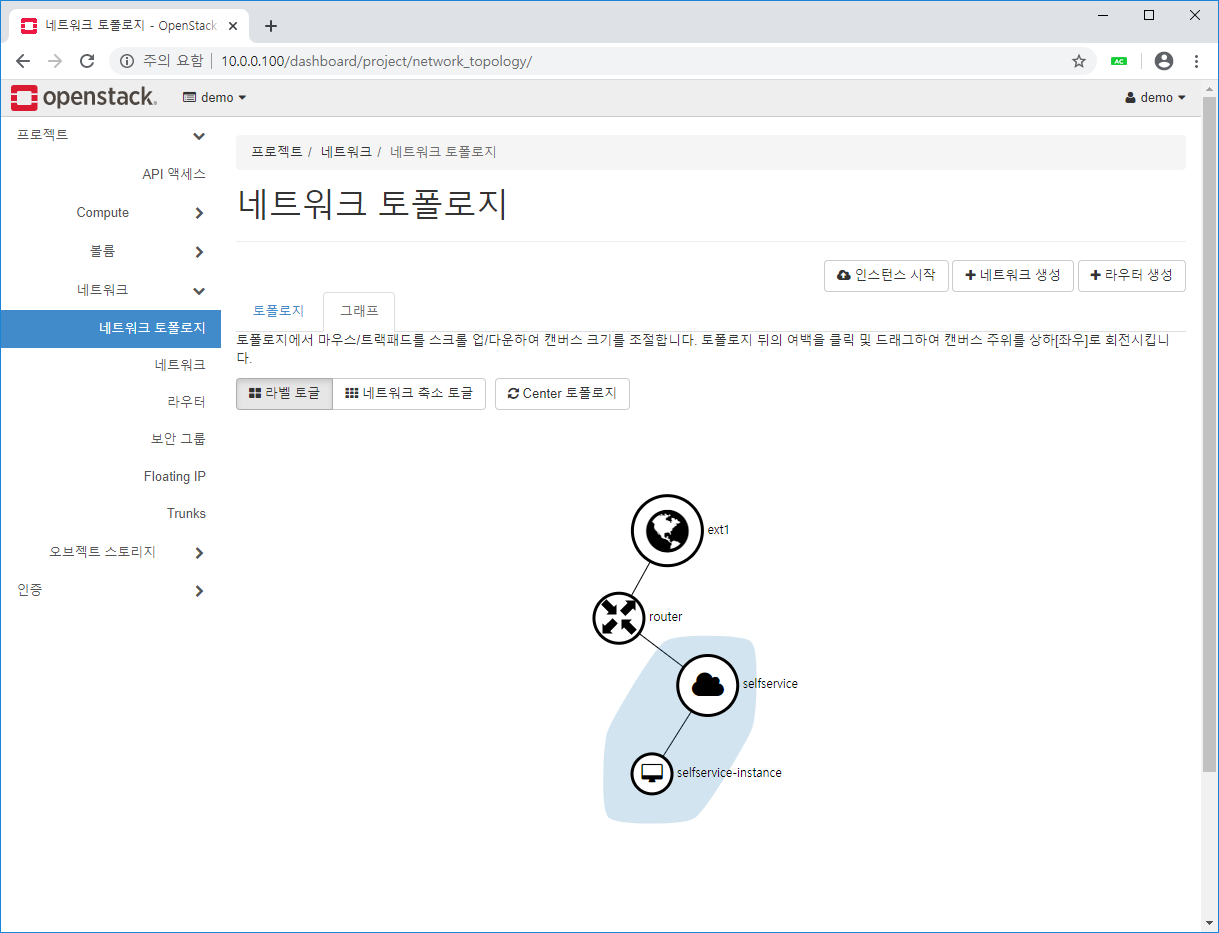 네트워크 토폴로지 - OpenStack
주의 요함 | 10.0.0.100/dashboard/project/network_topology/
AC
openstack.
demo
demo
프로젝트
API 액세스
Compute
볼륨
네트워크
네트워크 토폴로지
네트워크
라우터
보안 그룹
Floating IP
Trunks
오브젝트 스토리지
인증
프로젝트 / 네트워크 / 네트워크 토폴로지
네트워크 토폴로지
인스턴스 시작
네트워크 생성
라우터 생성
토폴로지
그래프
토폴로지에서 마우스/트랙패드를 스크롤 업/다운하여 캔버스 크기를 조절합니다. 토폴로지 뒤의 여백을 클릭 및 드래그하여 캔버스 주위를 상하[좌우]로 회전시킵니
다.
라벨 토글
네트워크 축소 토글
Center 토폴로지
ext1
router
selfservice
selfservice-instance